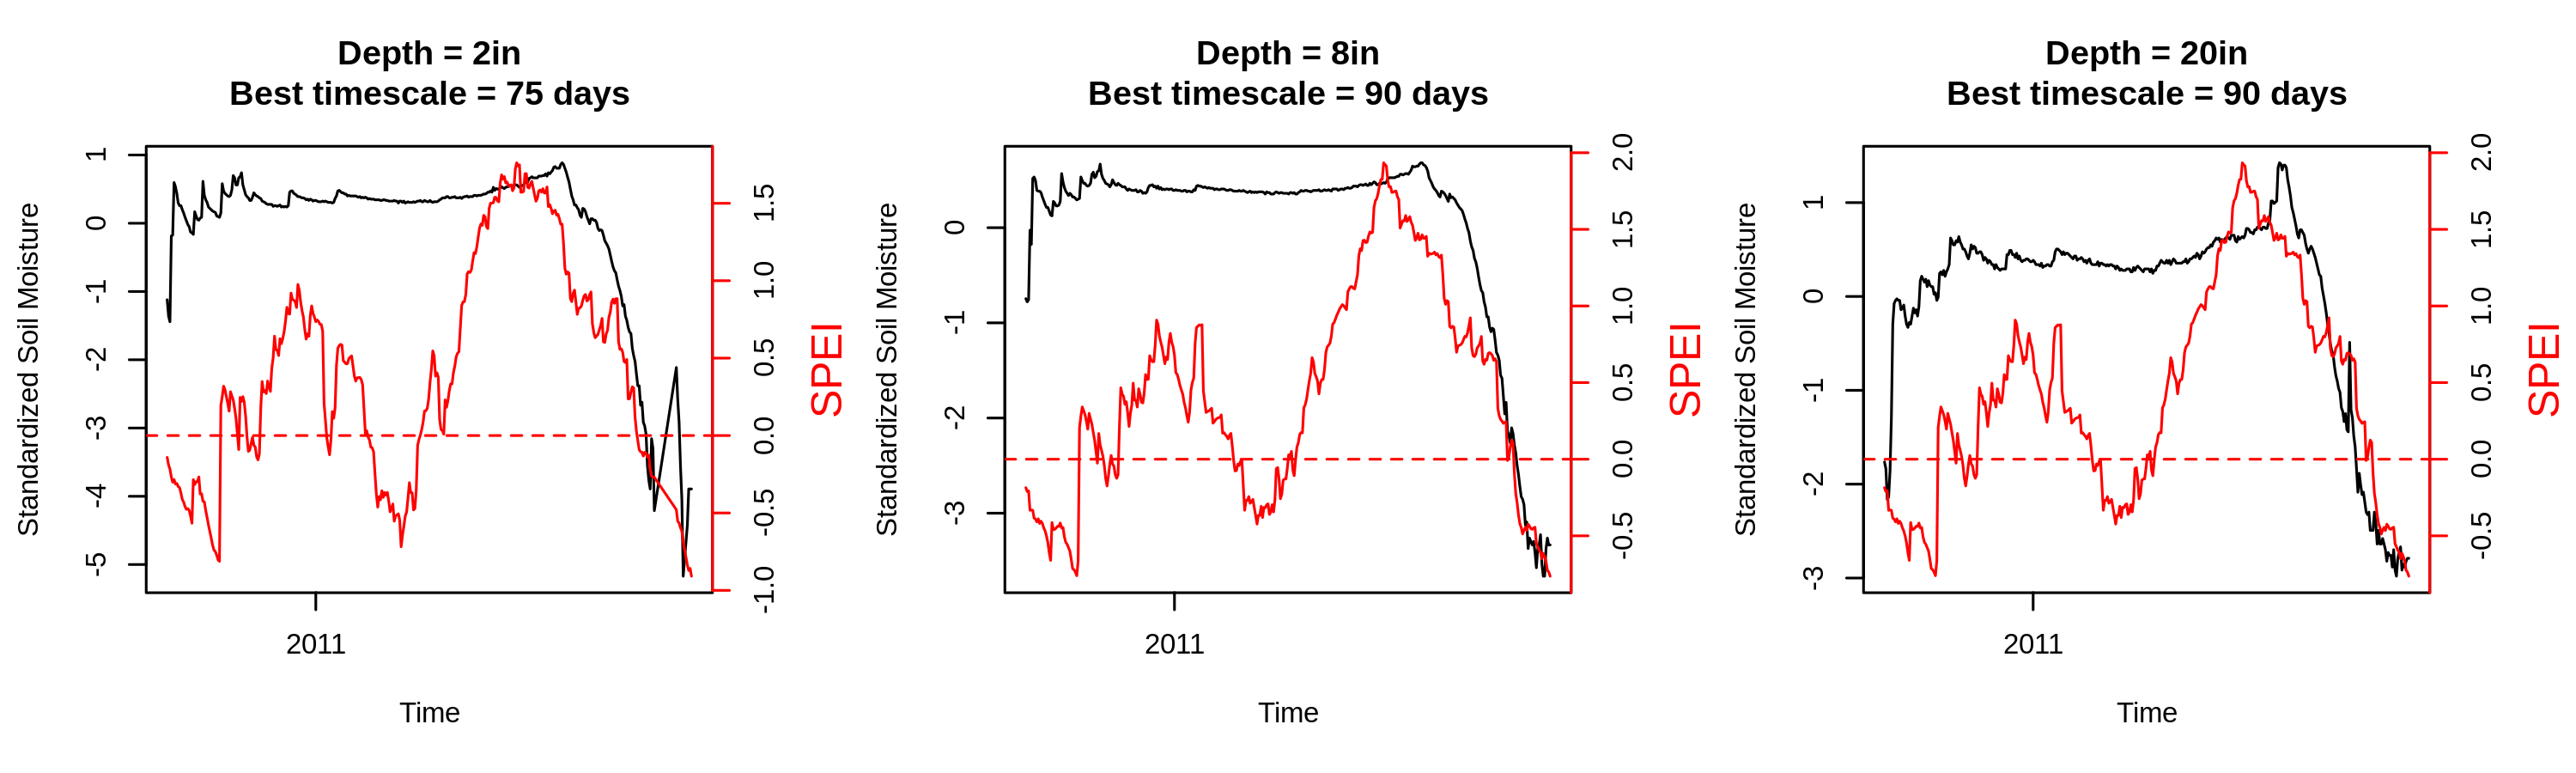 Depth = 2in
Best timescale = 75 days
Standardized Soil Moisture
1
0
-1
-2
-3
-4
-5
1.5
1.0
0.5
0.0
-0.5
-1.0
SPEI
2011
Time
Depth = 8in
Best timescale = 90 days
Standardized Soil Moisture
0
-1
-2
-3
2.0
1.5
1.0
0.5
0.0
-0.5
SPEI
2011
Time
Depth = 20in
Best timescale = 90 days
Standardized Soil Moisture
1
0
-1
-2
-3
2.0
1.5
1.0
0.5
0.0
-0.5
SPEI
2011
Time